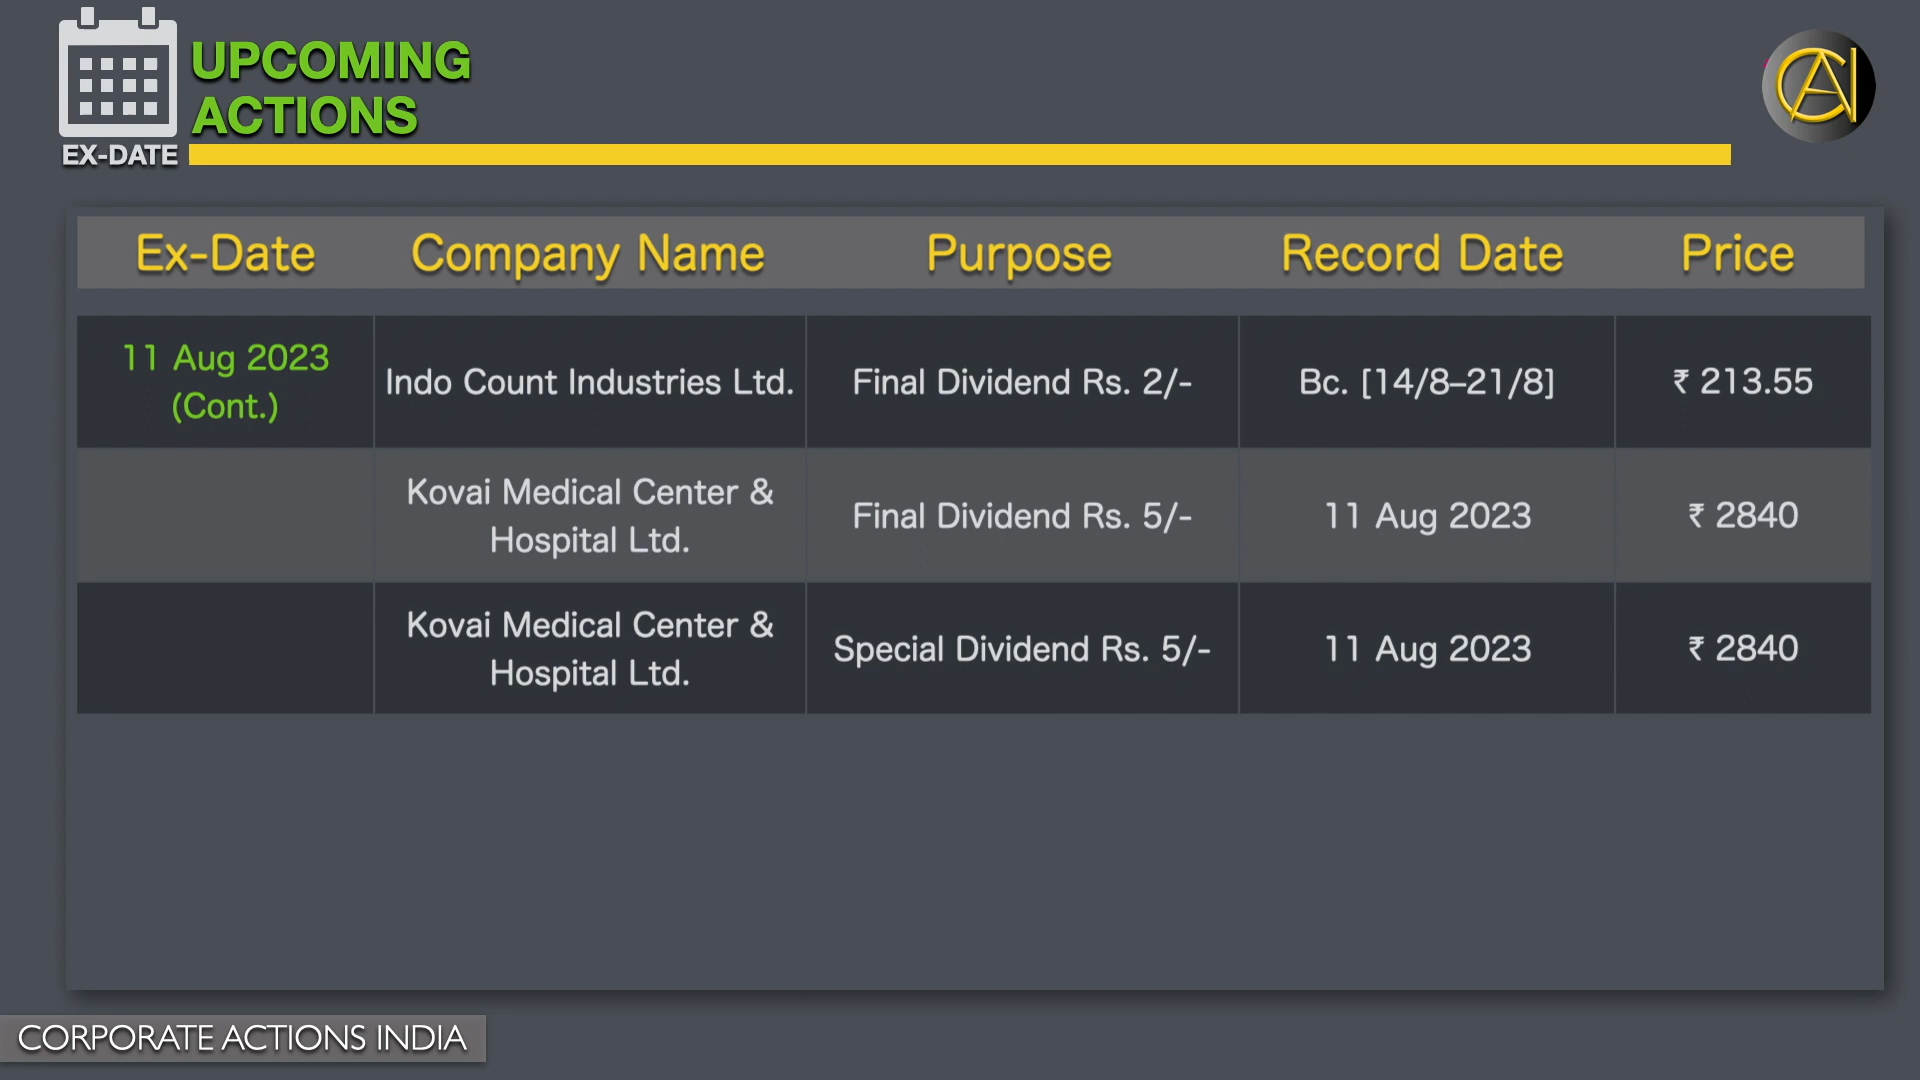 UPCOMING
ACTIONS
EX-DATE
CAI
Ex-Date Company Name Purpose Record Date Price
11 Aug 2023
(Cont.)
Indo Count Industries Ltd. Final Dividend Rs. 2/- Bc. [14/8–21/8] ₹ 213.55
Kovai Medical Center &
Hospital Ltd.
Final Dividend Rs. 5/- 11 Aug 2023 ₹ 2840
Kovai Medical Center &
Hospital Ltd.
Special Dividend Rs. 5/- 11 Aug 2023 ₹ 2840
CORPORATE ACTIONS INDIA